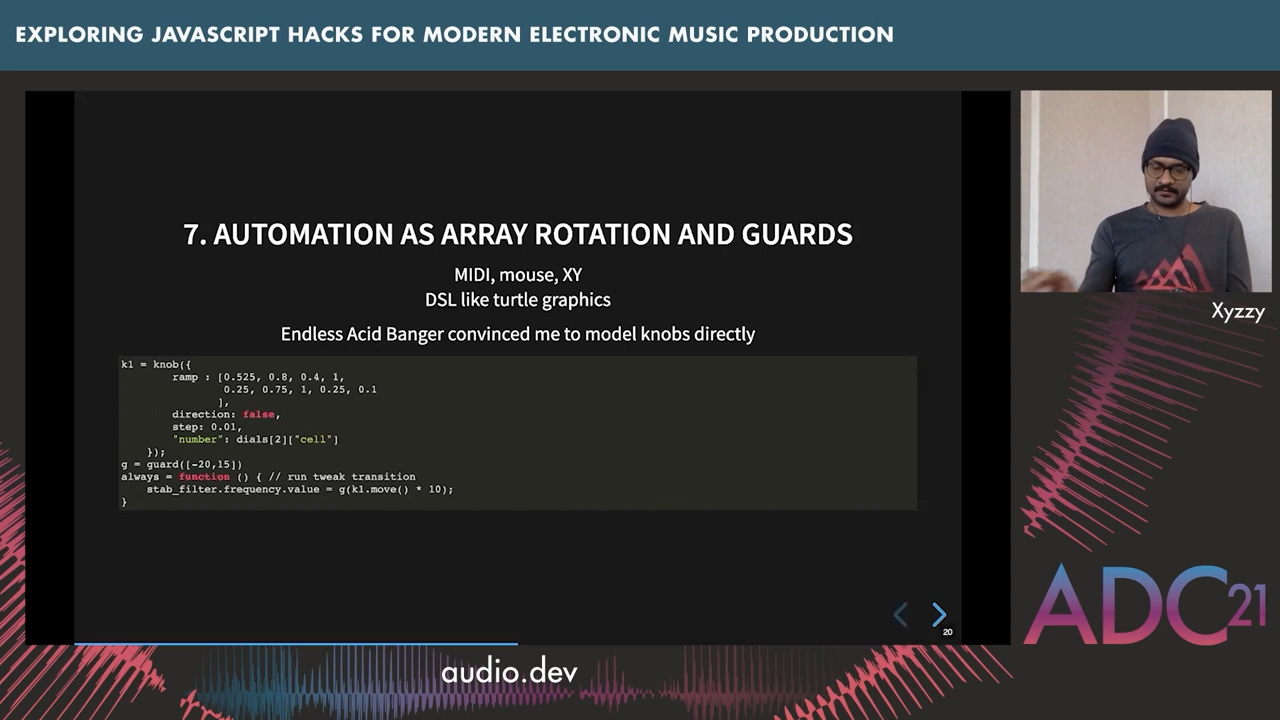 EXPLORING JAVASCRIPT HACKS FOR MODERN ELECTRONIC MUSIC PRODUCTION
7. AUTOMATION AS ARRAY ROTATION AND GUARDS
MIDI, mouse, XY
DSL like turtle graphics
Endless Acid Banger convinced me to model knobs directly
k1 = knob({
ramp : [0.525, 0.8, 0.4, 1,
0.25, 0.75, 1, 0.25, 0.1
],
direction: false,
step: 0.01,
"number": dials[2]["cell"]
});
g = guard([-20,15])
always = function () { // run tweak transition
stab_filter.frequency.value = g(k1.move() * 10);
}
20
Xyzzy
ADC21
audio.dev